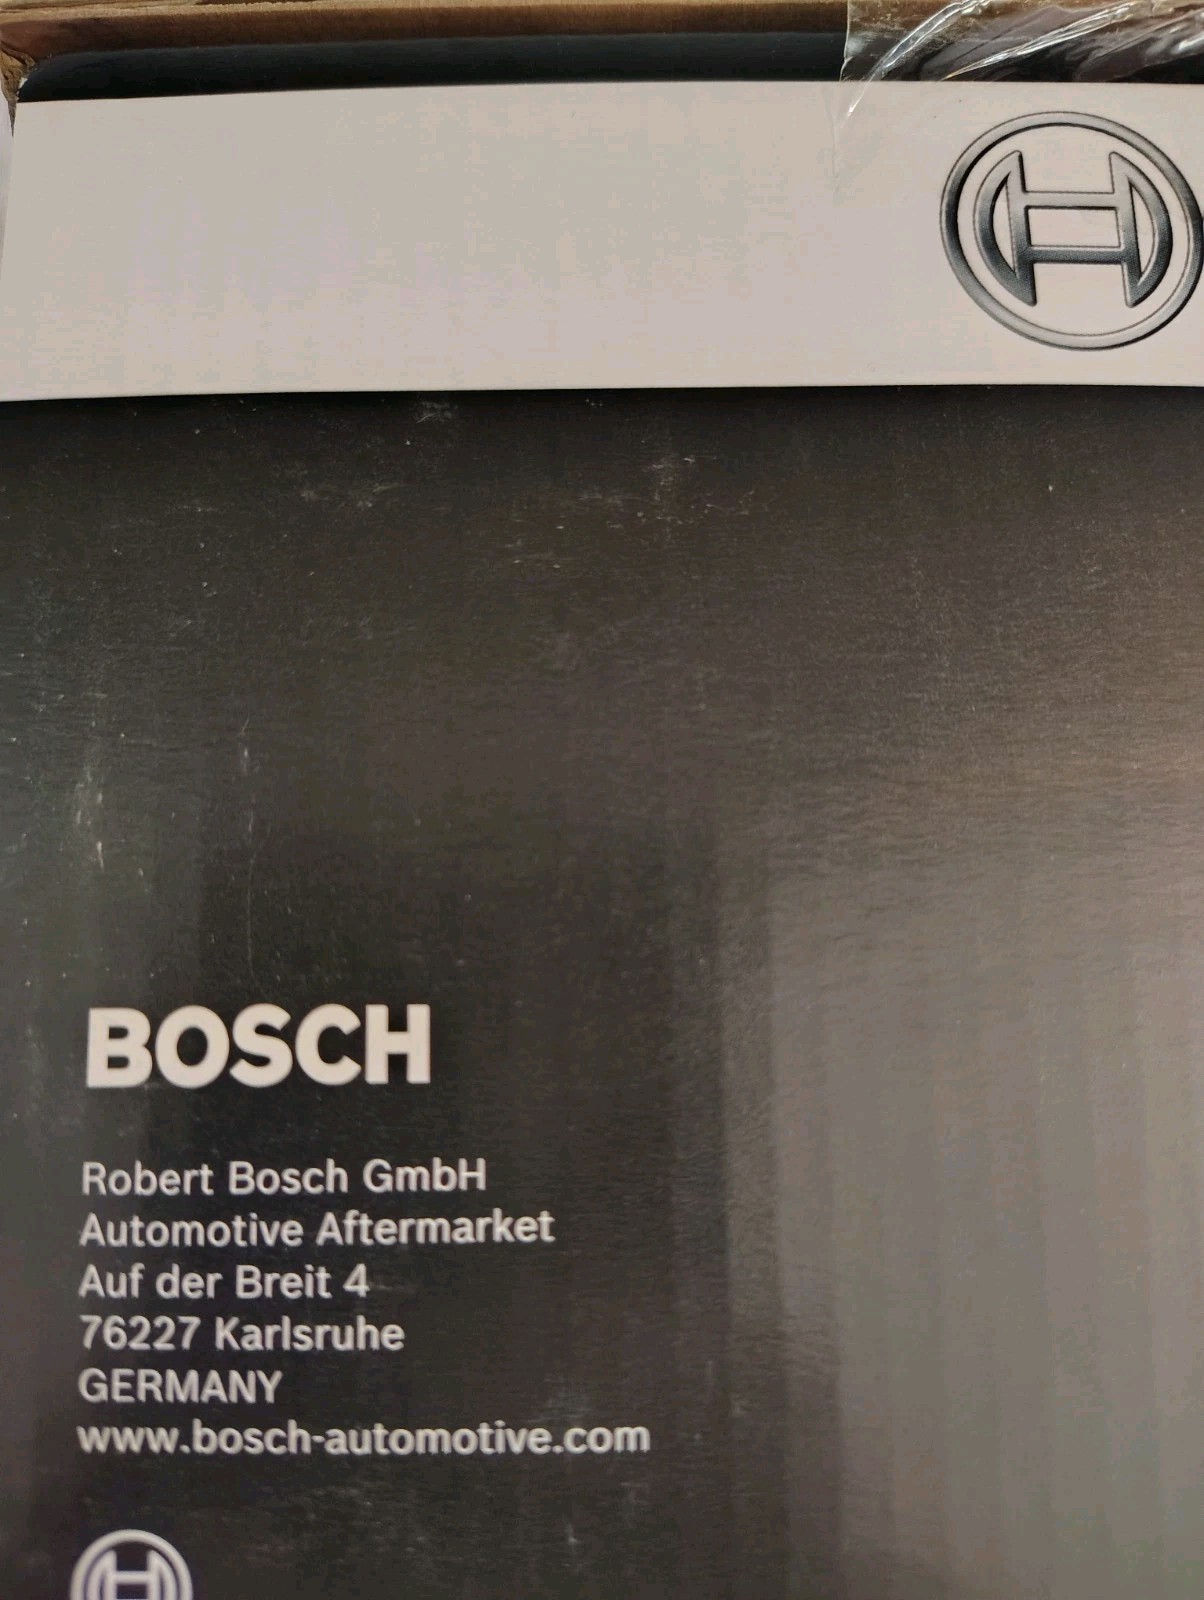 BOSCH
Robert Bosch GmbH
Automotive Aftermarket
Auf der Breit 4
76227 Karlsruhe
GERMANY
www.bosch-automotive.com